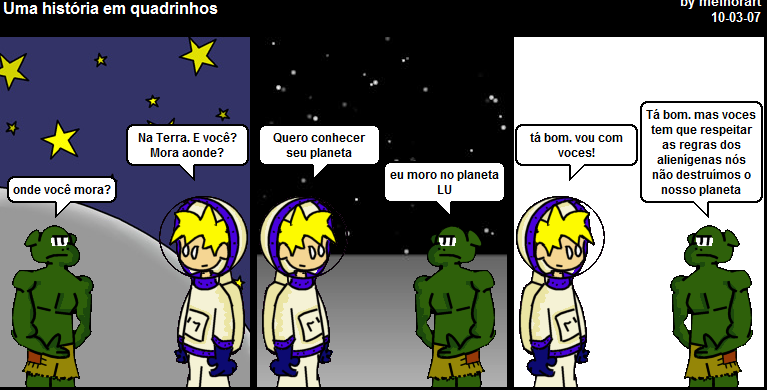 Uma história em quadrinhos
by melhorart
10-03-07
onde você mora?
Na Terra. E você?
Mora aonde?
Quero conhecer
seu planeta
eu moro no planeta
LU
tá bom. vou com
voces!
Tá bom. mas voces
tem que respeitar
as regras dos
alienígenas nós
não destruímos o
nosso planeta